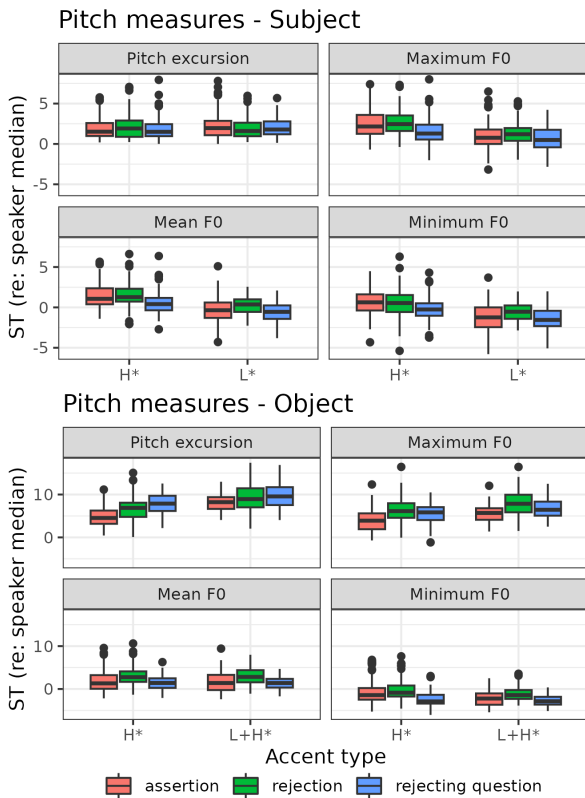 Pitch measures - Subject
Pitch excursion Maximum F0
5
0
-5
Mean F0 Minimum F0
5
0
-5
ST (re: speaker median)
H* L* H* L*
Pitch measures - Object
Pitch excursion Maximum F0
10
0
Mean F0 Minimum F0
10
0
ST (re: speaker median)
H* L+H* H* L+H*
Accent type
assertion rejection rejecting question